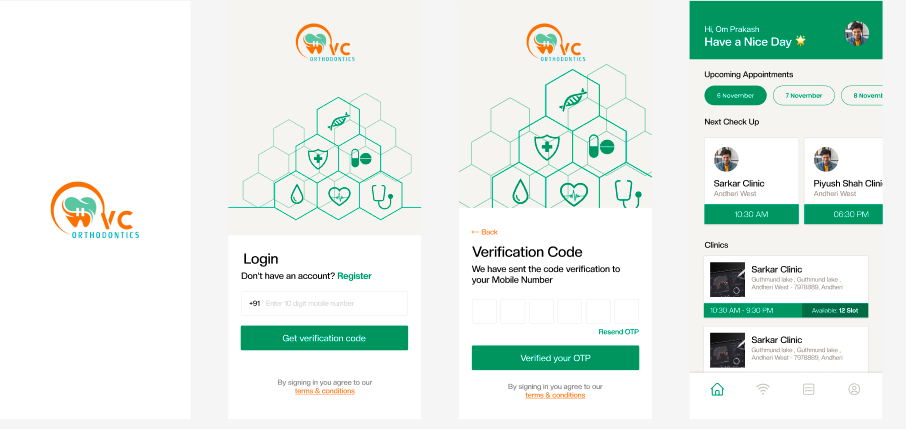 VC
ORTHODONTICS
VC
ORTHODONTICS
Login
Don't have an account? Register
+91 Enter 10 digit mobile number
Get verification code
By signing in you agree to our
terms & conditions
VC
ORTHODONTICS
← Back
Verification Code
We have sent the code verification to
your Mobile Number
Resend OTP
Verified your OTP
By signing in you agree to our
terms & conditions
Hi, Om Prakash
Have a Nice Day
Upcoming Appointments
6 November
7 November
8 Novemb
Next Check Up
Sarkar Clinic
Andheri West
10:30 AM
Piyush Shah Clini
Andheri West
06:30 PM
Clinics
Sarkar Clinic
Guthmund lake , Guthmund lake ,
Andheri West - 7978889, Andheri
10:30 AM - 9:30 PM
Available: 12 Slot
Sarkar Clinic
Guthmund lake , Guthmund lake ,
Andheri West - 7978889, Andheri